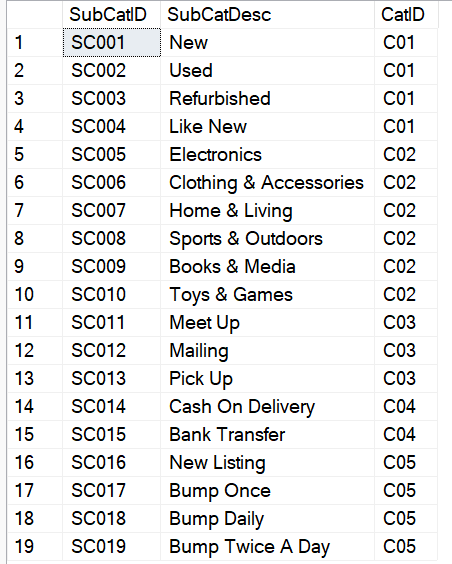 SubCatID SubCatDesc CatID
1 SC001 New C01
2 SC002 Used C01
3 SC003 Refurbished C01
4 SC004 Like New C01
5 SC005 Electronics C02
6 SC006 Clothing & Accessories C02
7 SC007 Home & Living C02
8 SC008 Sports & Outdoors C02
9 SC009 Books & Media C02
10 SC010 Toys & Games C02
11 SC011 Meet Up C03
12 SC012 Mailing C03
13 SC013 Pick Up C03
14 SC014 Cash On Delivery C04
15 SC015 Bank Transfer C04
16 SC016 New Listing C05
17 SC017 Bump Once C05
18 SC018 Bump Daily C05
19 SC019 Bump Twice A Day C05